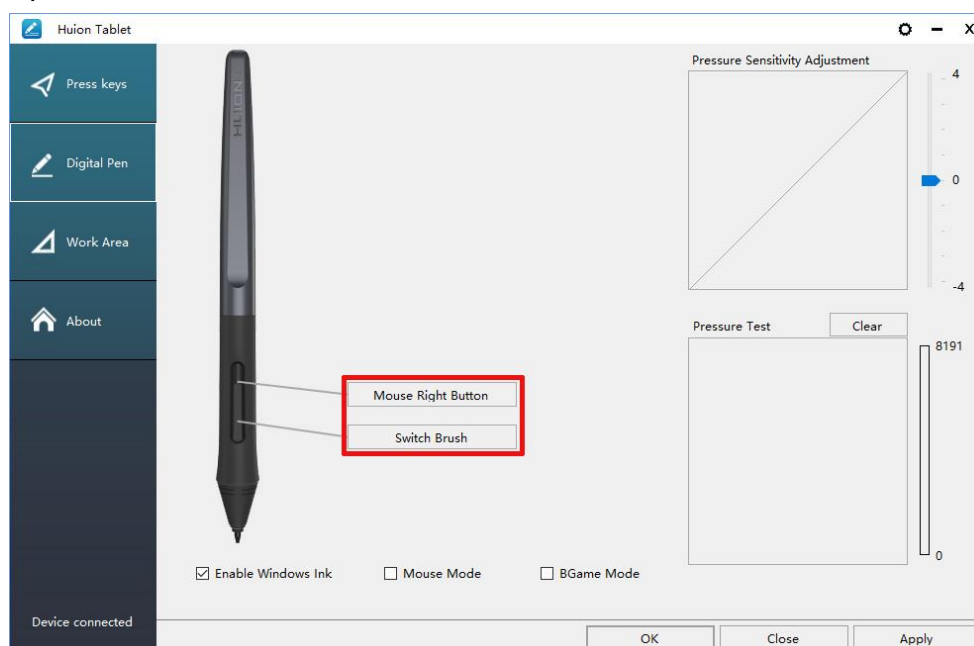 Huion Tablet
Press keys
Digital Pen
Work Area
About
Device connected
HUION
Mouse Right Button
Switch Brush
Enable Windows Ink
Mouse Mode
BGame Mode
Pressure Sensitivity Adjustment
4
0
-4
Pressure Test
Clear
8191
0
OK
Close
Apply